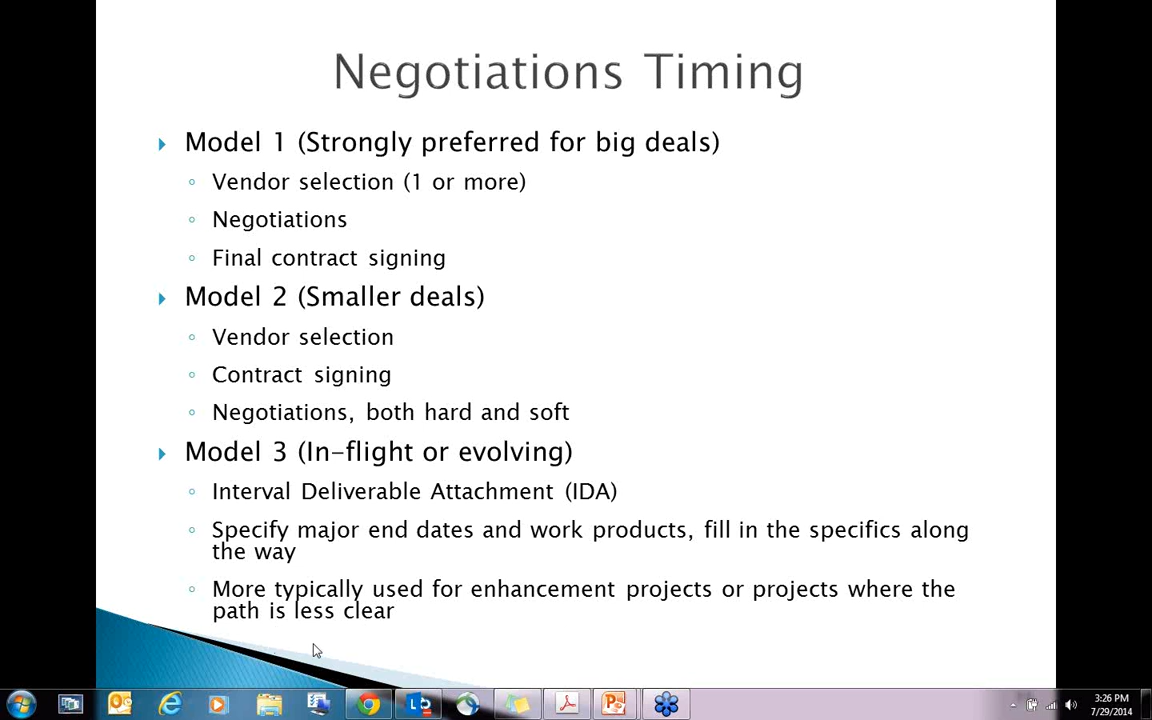 Negotiations Timing
Model 1 (Strongly preferred for big deals)
Vendor selection (1 or more)
Negotiations
Final contract signing
Model 2 (Smaller deals)
Vendor selection
Contract signing
Negotiations, both hard and soft
Model 3 (In-flight or evolving)
Interval Deliverable Attachment (IDA)
Specify major end dates and work products, fill in the specifics along
the way
More typically used for enhancement projects or projects where the
path is less clear
3:26 PM
7/29/2014